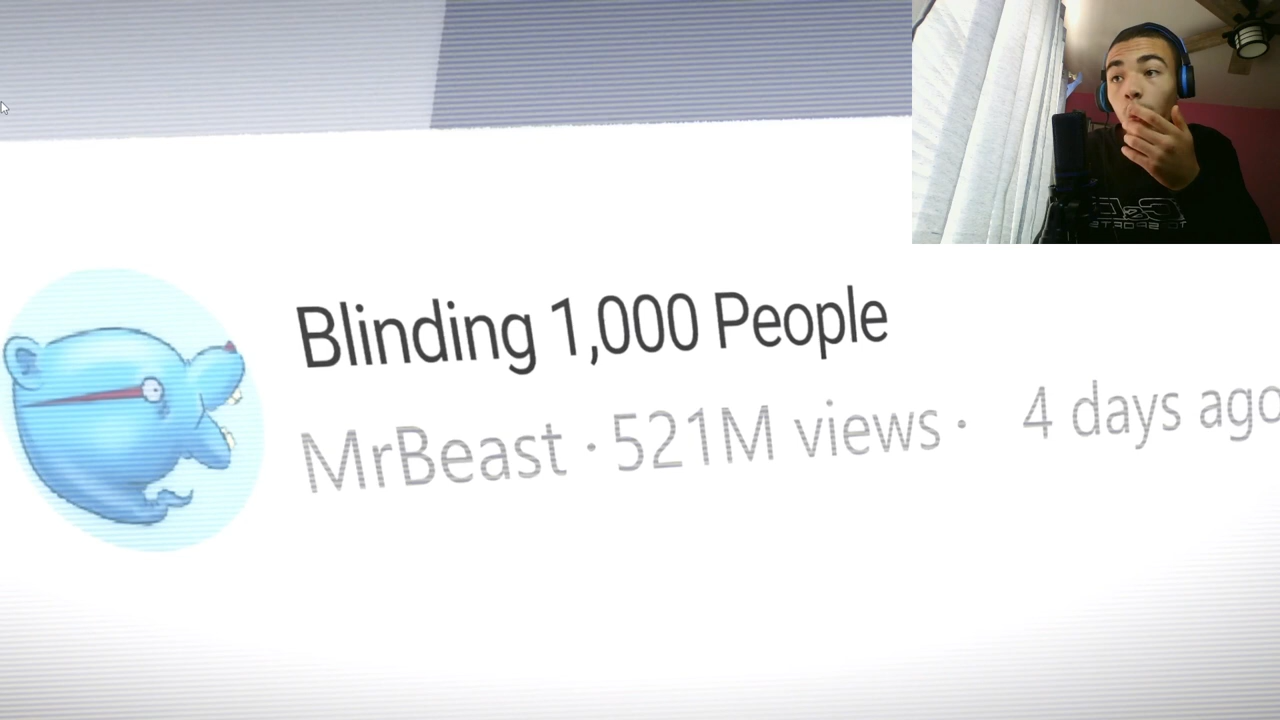 Blinding 1,000 People
MrBeast · 521M views · 4 days ago